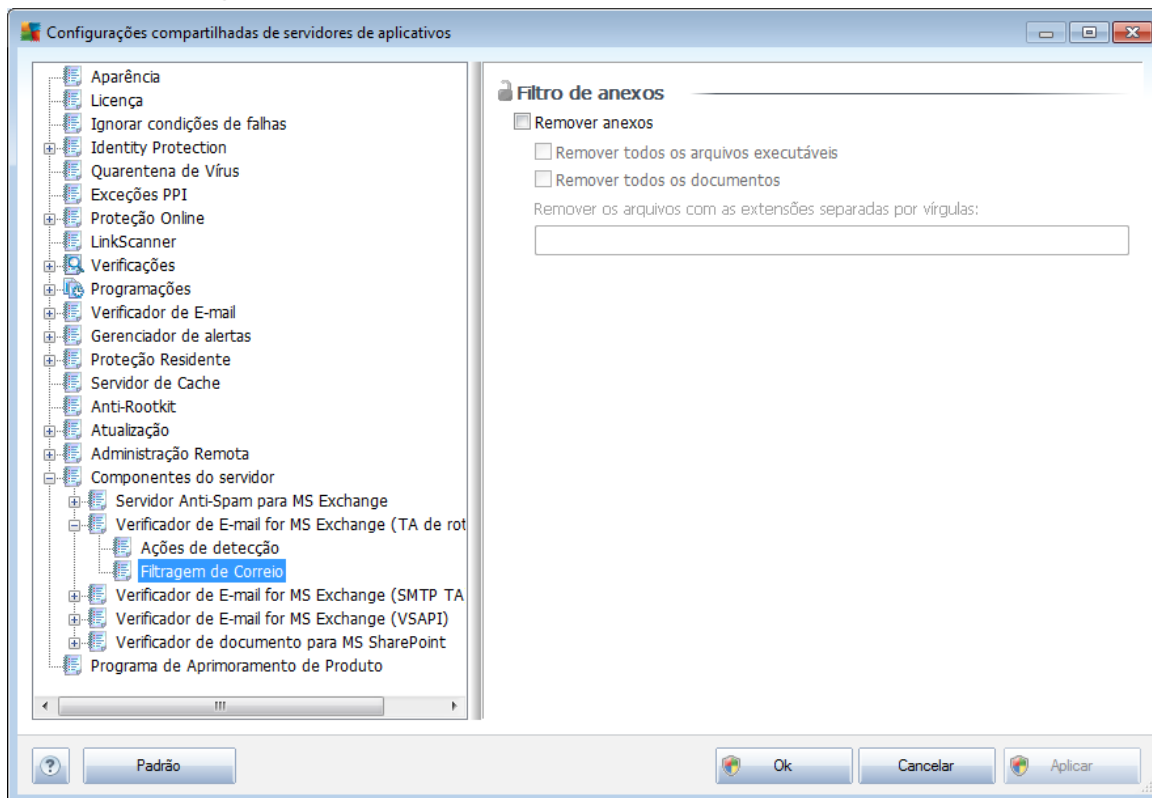 Configurações compartilhadas de servidores de aplicativos
Aparência
Licença
Ignorar condições de falhas
Identity Protection
Quarentena de Vírus
Exceções PPI
Proteção Online
LinkScanner
Verificações
Programações
Verificador de E-mail
Gerenciador de alertas
Proteção Residente
Servidor de Cache
Anti-Rootkit
Atualização
Administração Remota
Componentes do servidor
Servidor Anti-Spam para MS Exchange
Verificador de E-mail for MS Exchange (TA de rot
Ações de detecção
Filtragem de Correio
Verificador de E-mail for MS Exchange (SMTP TA
Verificador de E-mail for MS Exchange (VSAPI)
Verificador de documento para MS SharePoint
Programa de Aprimoramento de Produto
Filtro de anexos
Remover anexos
Remover todos os arquivos executáveis
Remover todos os documentos
Remover os arquivos com as extensões separadas por vírgulas:
Padrão
Ok
Cancelar
Aplicar